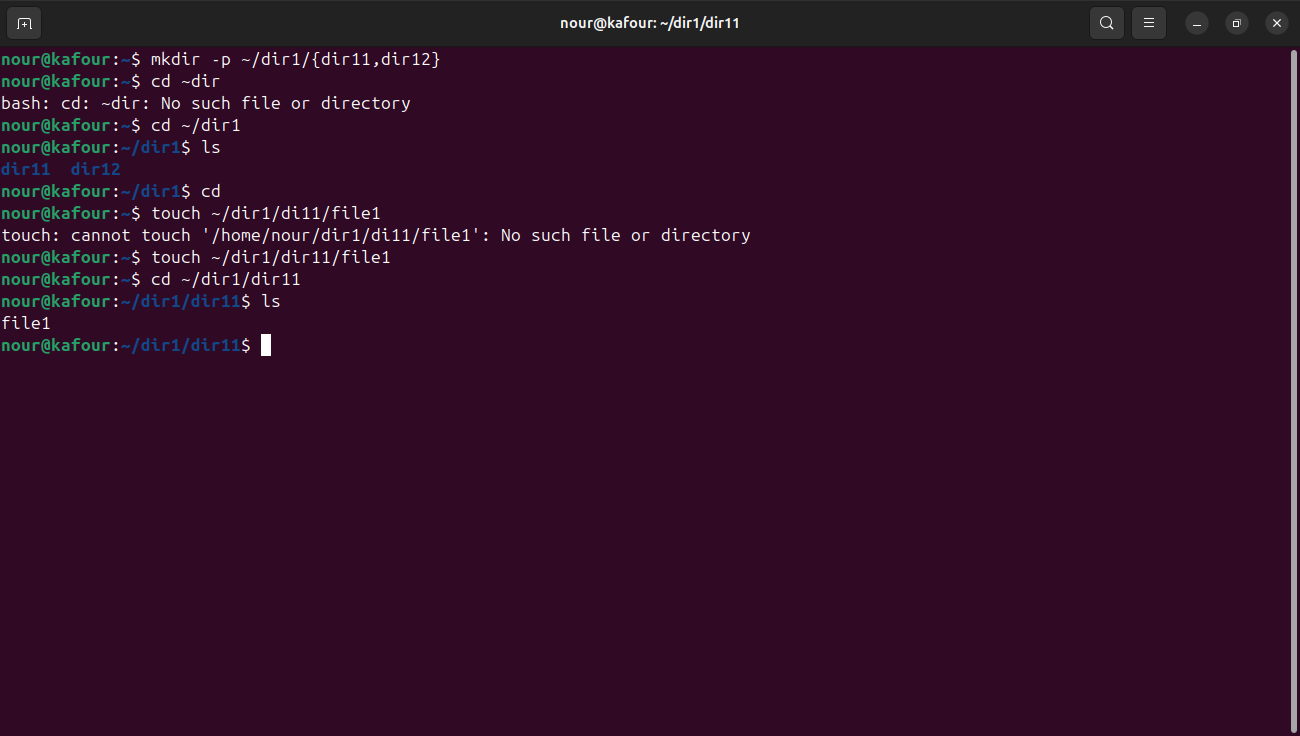 nour@kafour: ~/dir1/dir11
nour@kafour:~$ mkdir -p ~/dir1/{dir11,dir12}
nour@kafour:~$ cd ~dir
bash: cd: ~dir: No such file or directory
nour@kafour:~$ cd ~/dir1
nour@kafour:~/dir1$ ls
dir11  dir12
nour@kafour:~/dir1$ cd
nour@kafour:~$ touch ~/dir1/di11/file1
touch: cannot touch '/home/nour/dir1/di11/file1': No such file or directory
nour@kafour:~$ touch ~/dir1/dir11/file1
nour@kafour:~$ cd ~/dir1/dir11
nour@kafour:~/dir1/dir11$ ls
file1
nour@kafour:~/dir1/dir11$